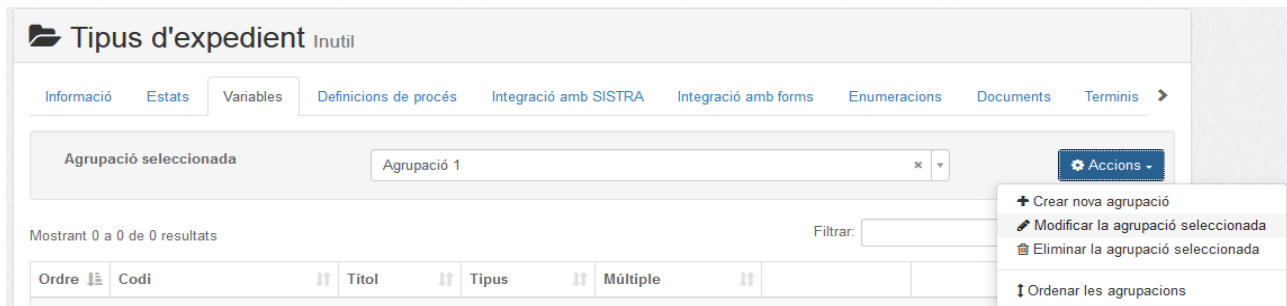 Tipus d'expedient Inutil
Informació Estats Variables Definicions de procés Integració amb SISTRA Integració amb forms Enumeracions Documents Terminis
Agrupació seleccionada Agrupació 1 Accions
Crear nova agrupació
Modificar la agrupació seleccionada
Mostrant 0 a 0 de 0 resultats Filtrar:
Eliminar la agrupació seleccionada
Ordre Codi Títol Tipus Múltiple
Ordenar les agrupacions